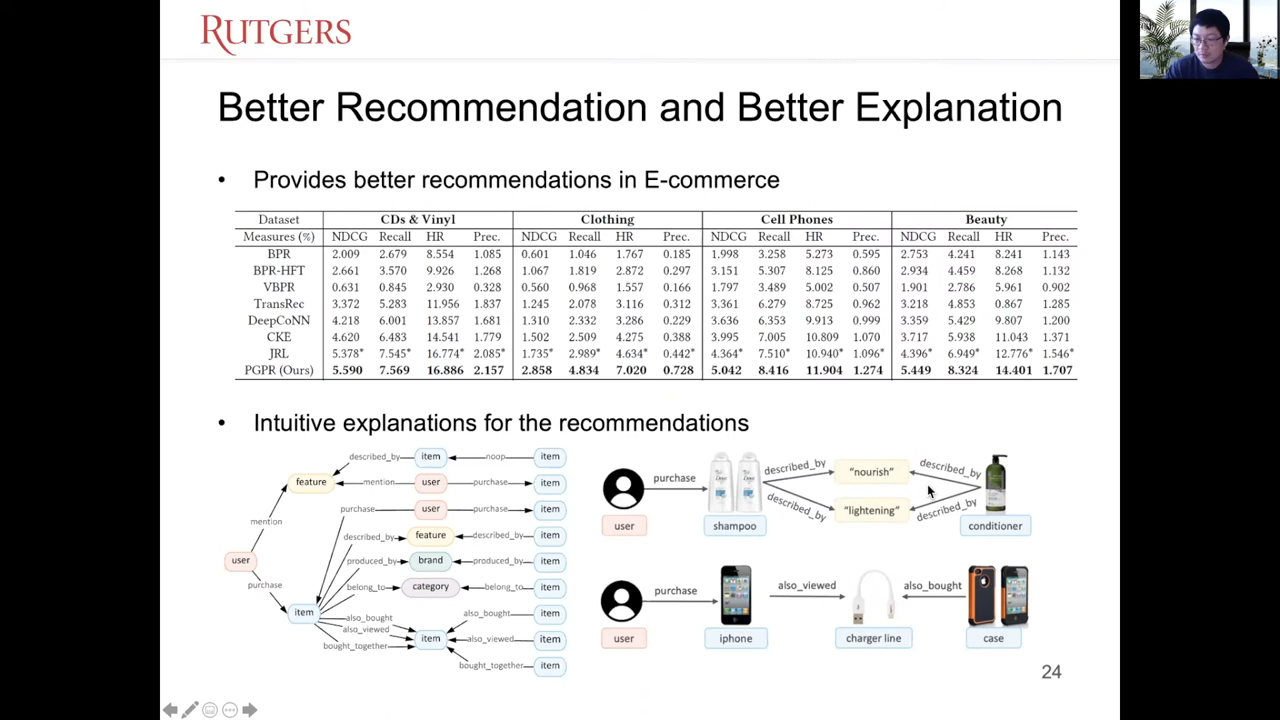 RUTGERS
Better Recommendation and Better Explanation
• Provides better recommendations in E-commerce
Dataset CDs & Vinyl Clothing Cell Phones Beauty
Measures (%) NDCG Recall HR Prec. NDCG Recall HR Prec. NDCG Recall HR Prec. NDCG Recall HR Prec.
BPR 2.009 2.679 8.554 1.085 0.601 1.046 1.767 0.185 1.998 3.258 5.273 0.595 2.753 4.241 8.241 1.143
BPR-HFT 2.661 3.570 9.926 1.268 1.067 1.819 2.872 0.297 3.151 5.307 8.125 0.860 2.934 4.459 8.268 1.132
VBPR 0.631 0.845 2.930 0.328 0.560 0.968 1.557 0.166 1.797 3.489 5.002 0.507 1.901 2.786 5.961 0.902
TransRec 3.372 5.283 11.956 1.837 1.245 2.078 3.116 0.312 3.361 6.279 8.725 0.962 3.218 4.853 0.867 1.285
DeepCoNN 4.218 6.001 13.857 1.681 1.310 2.332 3.286 0.229 3.636 6.353 9.913 0.999 3.359 5.429 9.807 1.200
CKE 4.620 6.483 14.541 1.779 1.502 2.509 4.275 0.388 3.995 7.005 10.809 1.070 3.717 5.938 11.043 1.371
JRL 5.378* 7.545* 16.774* 2.085* 1.735* 2.989* 4.634* 0.442* 4.364* 7.510* 10.940* 1.096* 4.396* 6.949* 12.776* 1.546*
PGPR (Ours) 5.590 7.569 16.886 2.157 2.858 4.834 7.020 0.728 5.042 8.416 11.904 1.274 5.449 8.324 14.401 1.707
• Intuitive explanations for the recommendations
described_by item noop item
feature mention user purchase item
purchase user purchase item
mention
described_by feature described_by item
user
produced_by brand produced_by item
purchase
belong_to category belong_to item
item
also_bought also_bought item
also_viewed item also_viewed item
bought_together bought_together item
purchase described_by "nourish" described_by
described_by "lightening" described_by
user shampoo conditioner
purchase also_viewed also_bought
user iphone charger line case
24